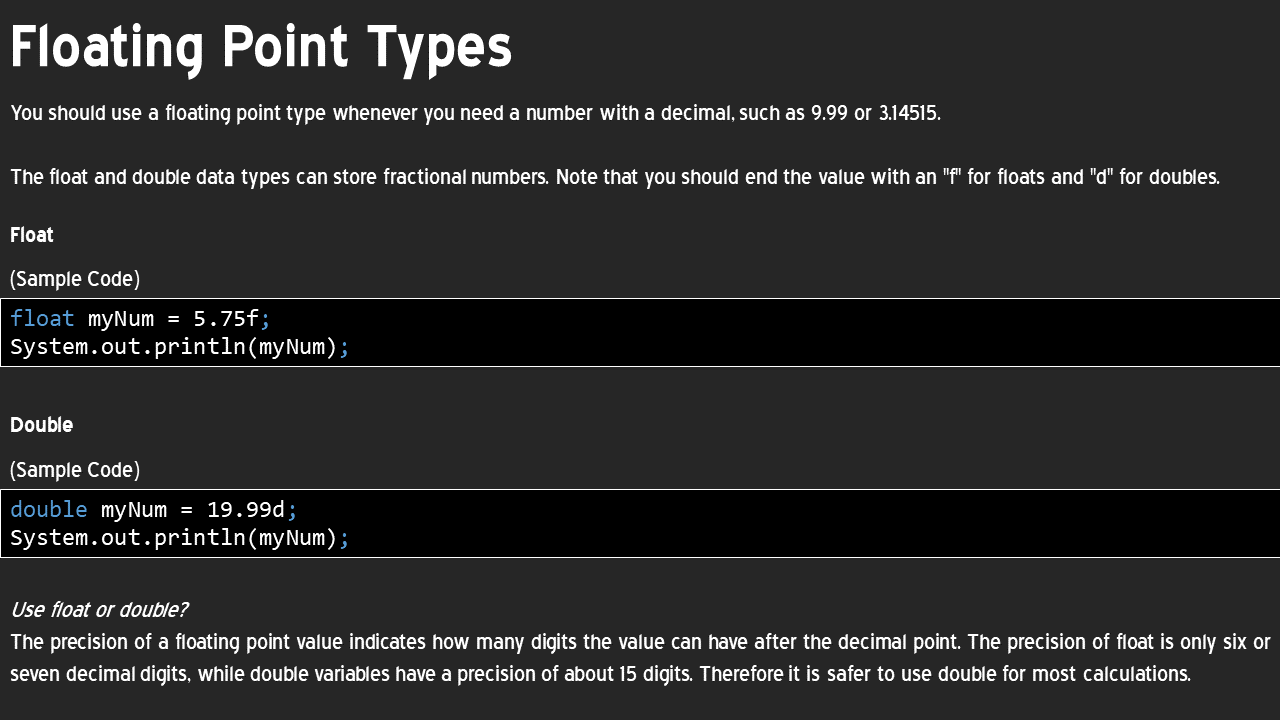 Floating Point Types
You should use a floating point type whenever you need a number with a decimal, such as 9.99 or 3.14515.
The float and double data types can store fractional numbers. Note that you should end the value with an "f" for floats and "d" for doubles.
Float
(Sample Code)
float myNum = 5.75f;
System.out.println(myNum);
Double
(Sample Code)
double myNum = 19.99d;
System.out.println(myNum);
Use float or double?
The precision of a floating point value indicates how many digits the value can have after the decimal point. The precision of float is only six or
seven decimal digits, while double variables have a precision of about 15 digits. Therefore it is safer to use double for most calculations.